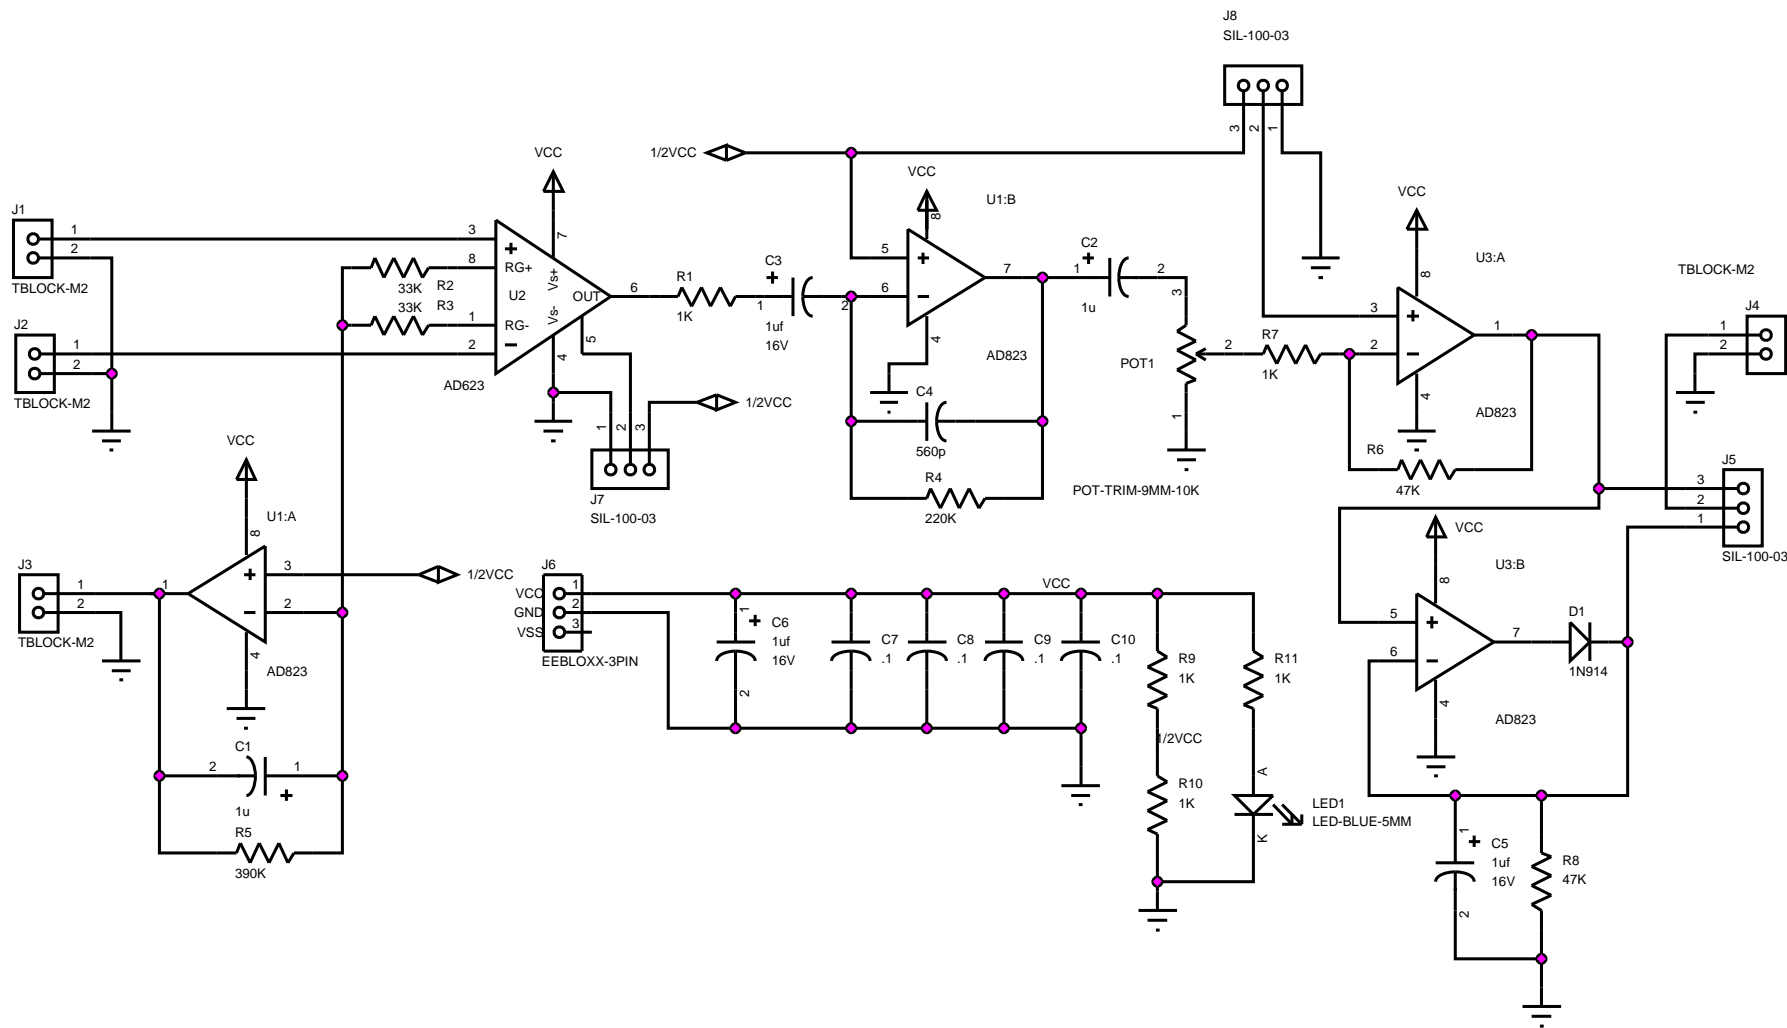 J8
SIL-100-03
3
2
1
VCC
1/2VCC
VCC
U1:B
8
VCC
J1
1
2
TBLOCK-M2
3
+
7
8
RG+
Vs+
33K
R2
U2
OUT
6
33K
R3
Vs-
1
RG-
5
4
2
−
AD623
J2
1
2
TBLOCK-M2
R1
1K
C3
+
1
2
1uf
16V
5
+
7
6
−
4
AD823
C2
+
1
2
1u
3
POT1
2
1
POT-TRIM-9MM-10K
R7
1K
U3:A
8
3
+
1
2
−
4
AD823
R6
47K
TBLOCK-M2
J4
1
2
1/2VCC
1
2
3
J7
SIL-100-03
C4
560p
R4
220K
J5
3
2
1
SIL-100-03
VCC
U1:A
8
+
3
1
−
2
4
AD823
1/2VCC
J3
1
2
TBLOCK-M2
C1
2
1
+
1u
R5
390K
J6
VCC
1
GND
2
VSS
3
EEBLOXX-3PIN
VCC
1
+
C6
1uf
16V
2
C7
.1
C8
.1
C9
.1
C10
.1
R9
1K
1/2VCC
R10
1K
R11
1K
A
LED1
LED-BLUE-5MM
K
VCC
U3:B
8
5
+
7
6
−
4
AD823
D1
1N914
1
+
C5
1uf
16V
2
R8
47K